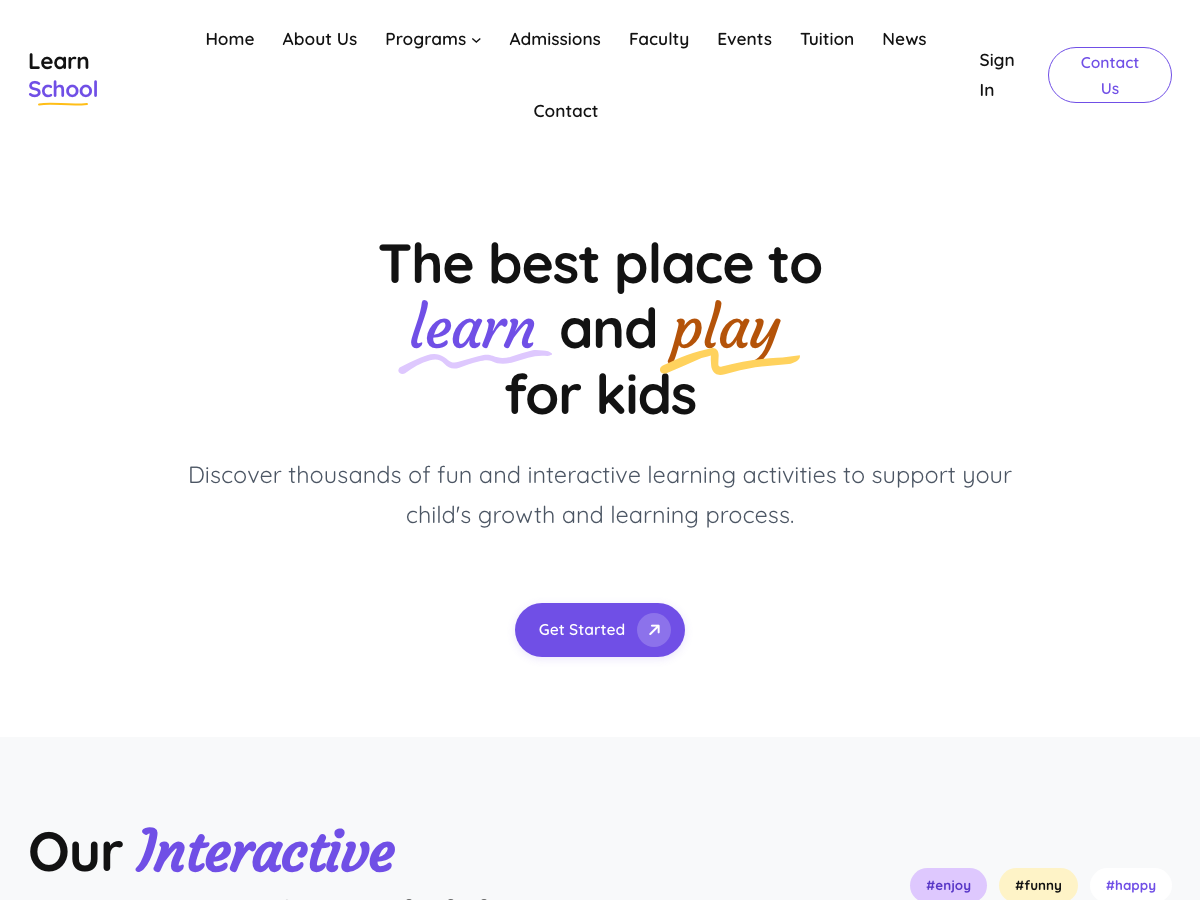 Learn
School
Home About Us Programs Admissions Faculty Events Tuition News
Contact
Sign
In
Contact
Us
The best place to
learn and play
for kids
Discover thousands of fun and interactive learning activities to support your
child's growth and learning process.
Get Started
Our Interactive
#enjoy #funny #happy